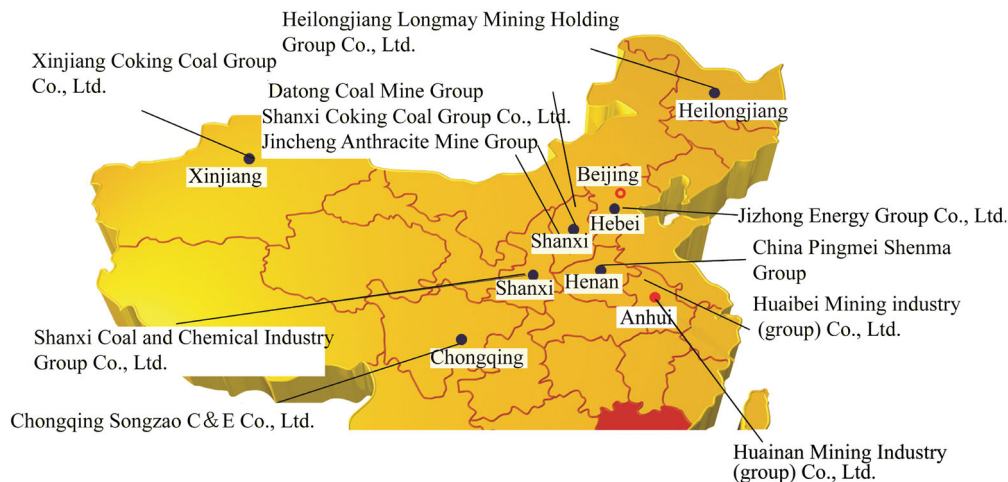 Heilongjiang Longmay Mining Holding
Group Co., Ltd.
Xinjiang Coking Coal Group
Co., Ltd.
Datong Coal Mine Group
Shanxi Coking Coal Group Co., Ltd.
Jincheng Anthracite Mine Group
Heilongjiang
Xinjiang
Beijing
Hebei
Jizhong Energy Group Co., Ltd.
Shanxi
China Pingmei Shenma
Group
Shanxi
Henan
Anhui
Huaibei Mining industry
(group) Co., Ltd.
Shanxi Coal and Chemical Industry
Group Co., Ltd.
Chongqing
Chongqing Songzao C&E Co., Ltd.
Huainan Mining Industry
(group) Co., Ltd.